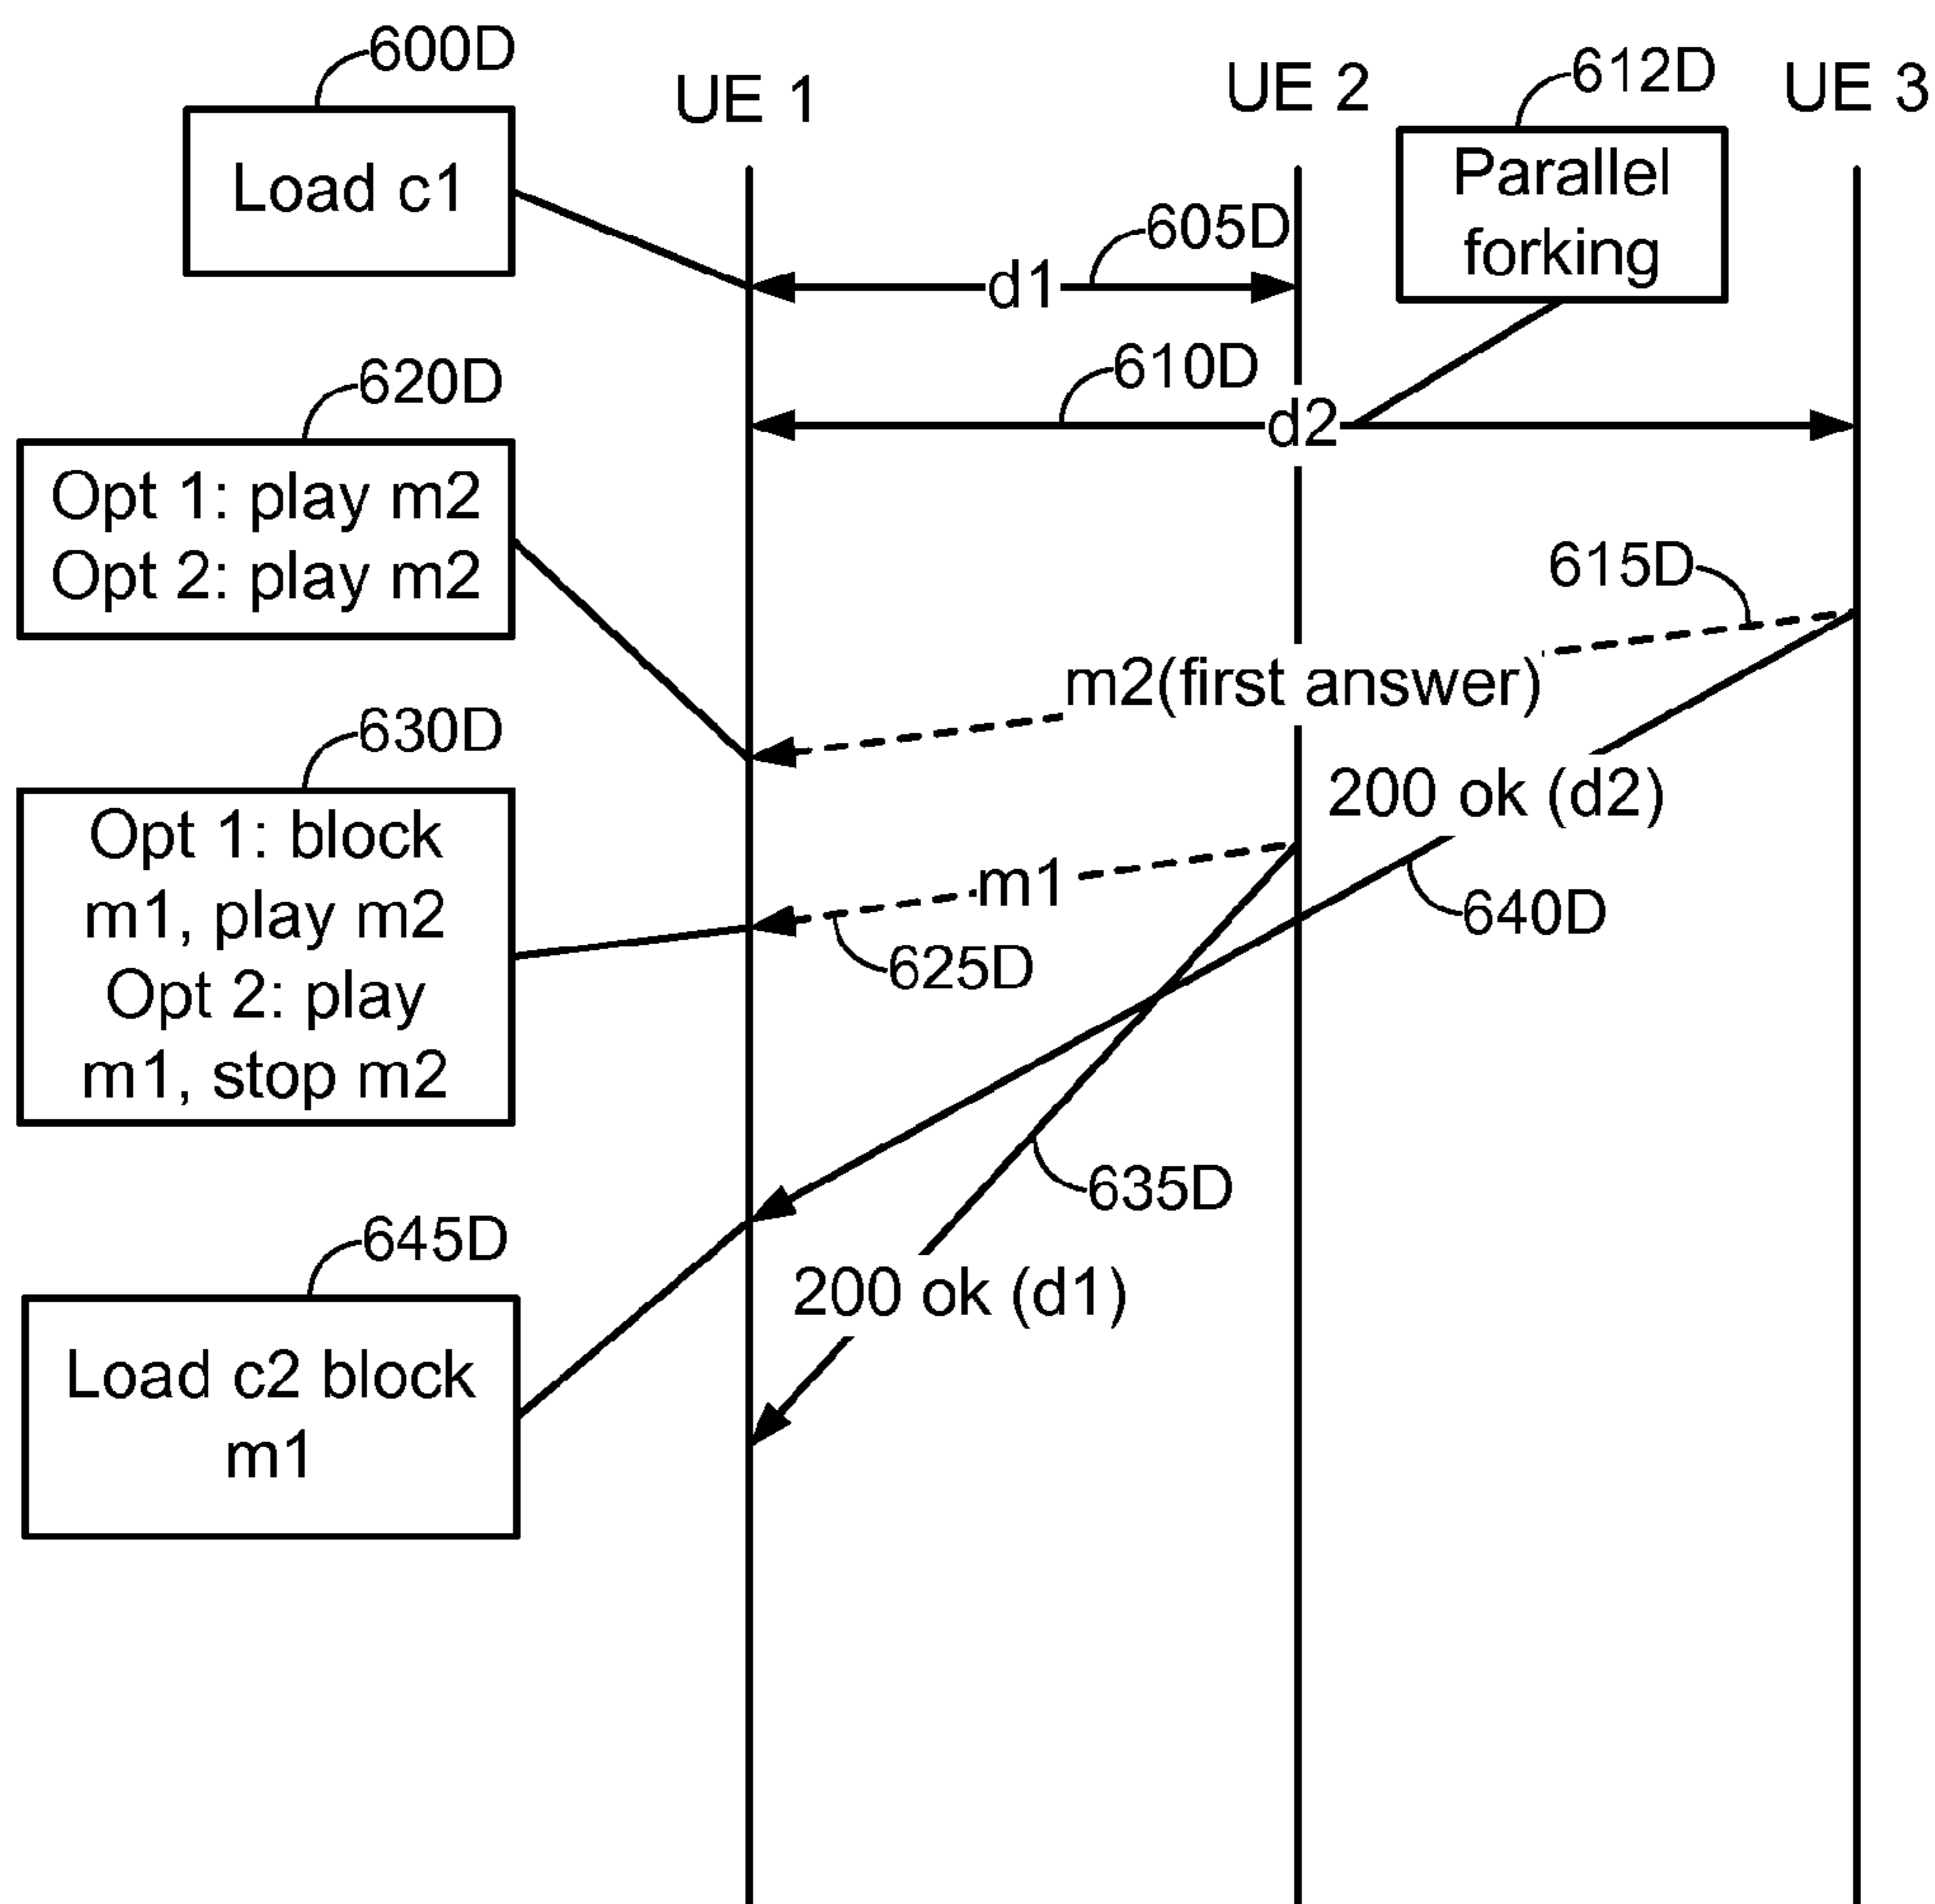 600D
UE 1
UE 2
612D
UE 3
Load c1
Parallel
forking
605D
d1
610D
d2
620D
Opt 1: play m2
Opt 2: play m2
615D
m2(first answer)
630D
200 ok (d2)
Opt 1: block
m1, play m2
Opt 2: play
m1, stop m2
m1
640D
625D
635D
645D
200 ok (d1)
Load c2 block
m1